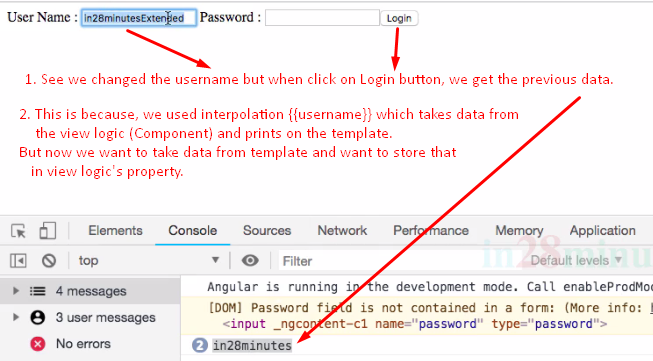 User Name : in28minutesExtended Password : Login
1. See we changed the username but when click on Login button, we get the previous data.
2. This is because, we used interpolation {{username}} which takes data from
the view logic (Component) and prints on the template.
But now we want to take data from template and want to store that
in view logic's property.
Elements Console Sources Network Performance Memory Application
top Filter Default levels ▼
in28minu
4 messages
3 user messages
No errors
Angular is running in the development mode. Call enableProdMo
[DOM] Password field is not contained in a form: (More info:
<input _ngcontent-c1 name="password" type="password">
2 in28minutes